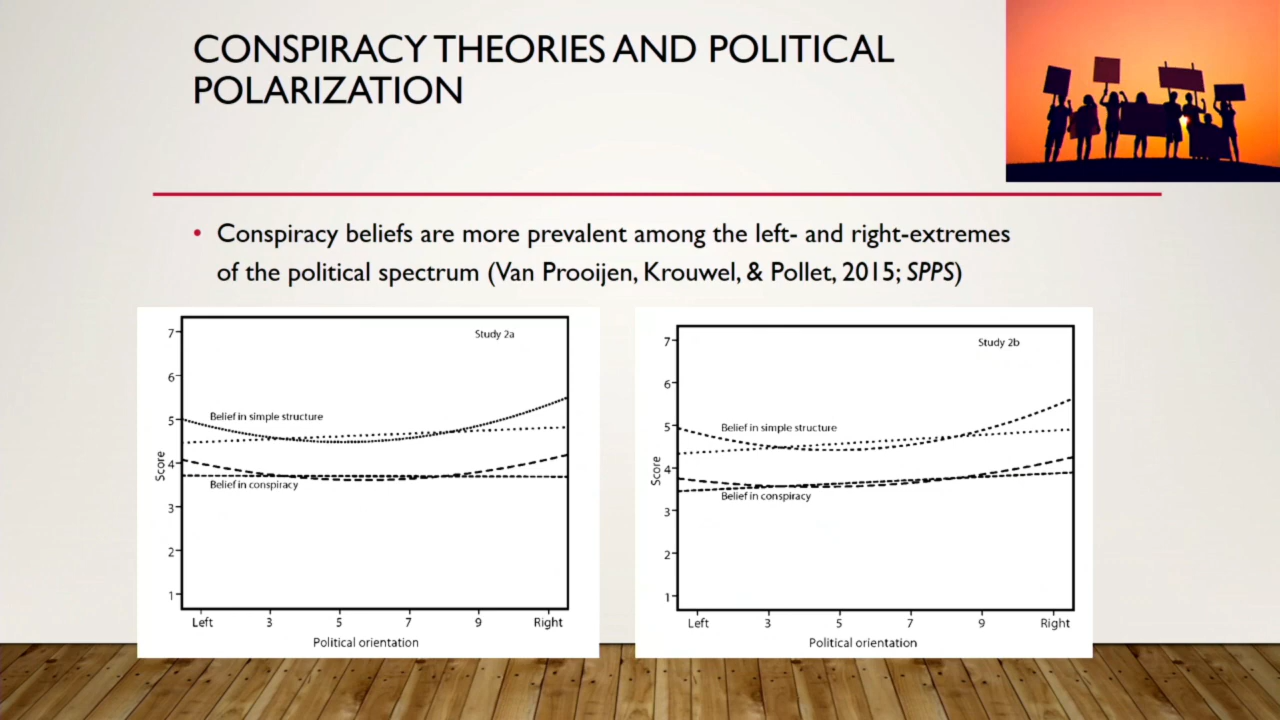 CONSPIRACY THEORIES AND POLITICAL
POLARIZATION
• Conspiracy beliefs are more prevalent among the left- and right-extremes
of the political spectrum (Van Prooijen, Krouwel, & Pollet, 2015; SPPS)
Study 2a
7
6
5
4
3
2
1
Score
Belief in simple structure
Belief in conspiracy
Left 3 5 7 9 Right
Political orientation
Study 2b
7
6
5
4
3
2
1
Score
Belief in simple structure
Belief in conspiracy
Left 3 5 7 9 Right
Political orientation